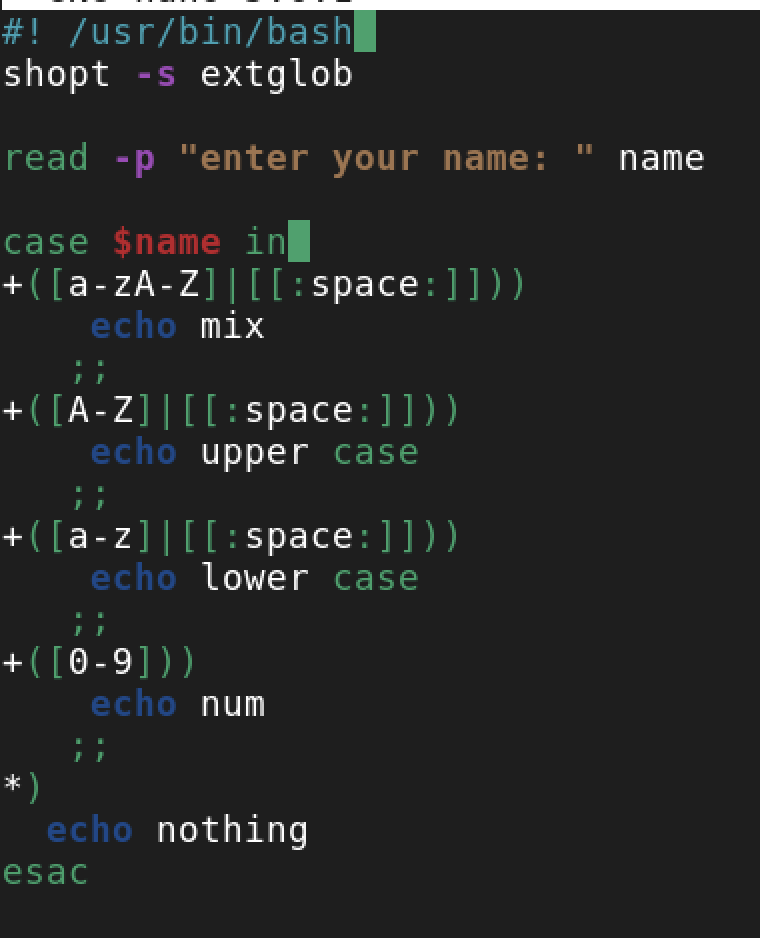 #! /usr/bin/bash
shopt -s extglob

read -p "enter your name: " name

case $name in
+([a-zA-Z]|[[:space:]]))
    echo mix
   ;;
+([A-Z]|[[:space:]]))
    echo upper case
   ;;
+([a-z]|[[:space:]]))
    echo lower case
   ;;
+([0-9]))
    echo num
   ;;
*)
  echo nothing
esac